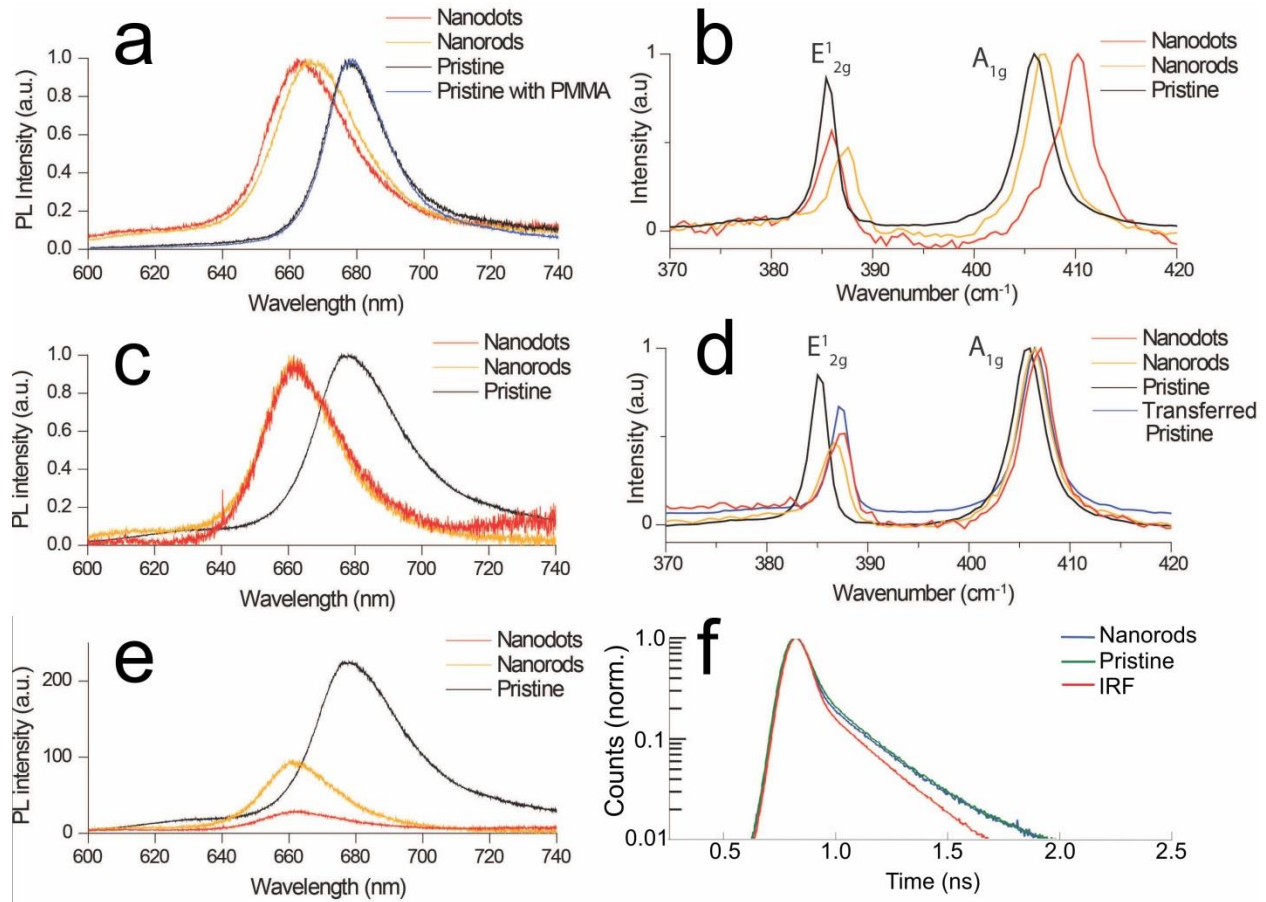 a
Nanodots
Nanorods
Pristine
Pristine with PMMA
PL Intensity (a.u.)
1.0
0.8
0.6
0.4
0.2
0.0
600 620 640 660 680 700 720 740
Wavelength (nm)
b
E¹₂g
A₁g
Nanodots
Nanorods
Pristine
Intensity (a.u)
1
0
370 380 390 400 410 420
Wavenumber (cm⁻¹)
c
Nanodots
Nanorods
Pristine
PL intensity (a.u.)
1.0
0.8
0.6
0.4
0.2
0.0
600 620 640 660 680 700 720 740
Wavelength (nm)
d
E¹₂g
A₁g
Nanodots
Nanorods
Pristine
Transferred
Pristine
Intensity (a.u)
1
0
370 380 390 400 410 420
Wavenumber (cm⁻¹)
e
Nanodots
Nanorods
Pristine
PL intensity (a.u.)
200
100
0
600 620 640 660 680 700 720 740
Wavelength (nm)
f
Nanorods
Pristine
IRF
Counts (norm.)
1.0
0.1
0.01
0.5 1.0 1.5 2.0 2.5
Time (ns)